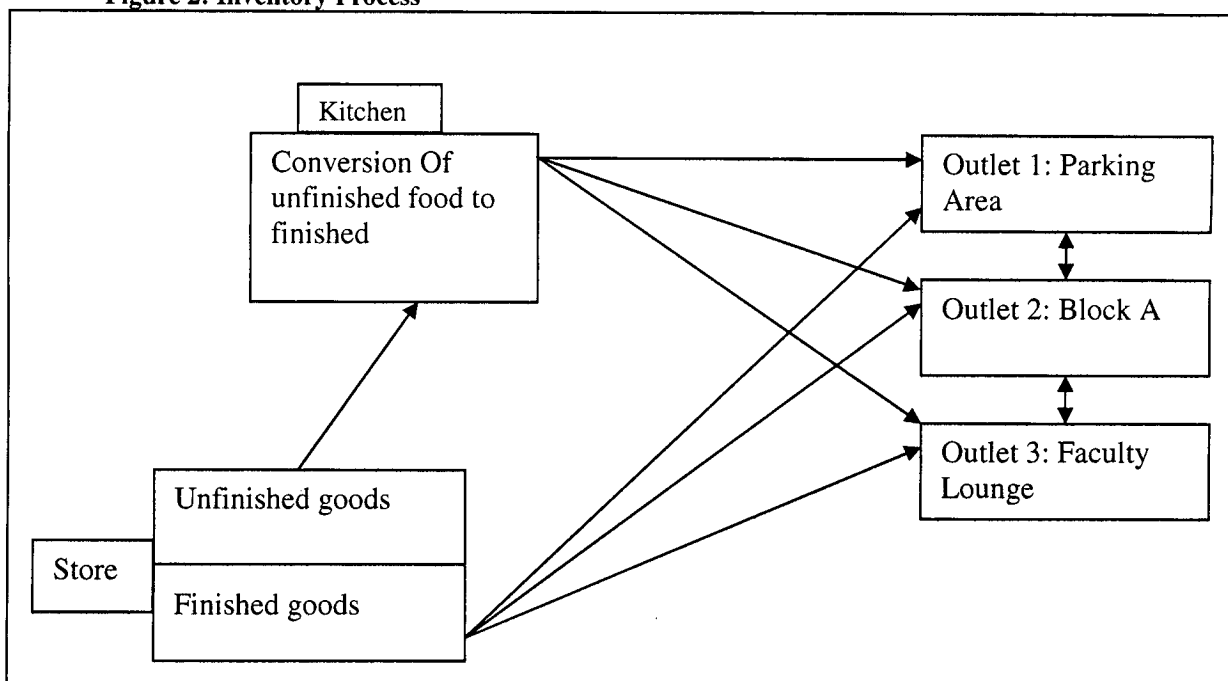 Figure 2: Inventory Process
Kitchen
Conversion Of
unfinished food to
finished
Outlet 1: Parking
Area
Outlet 2: Block A
Outlet 3: Faculty
Lounge
Unfinished goods
Store
Finished goods